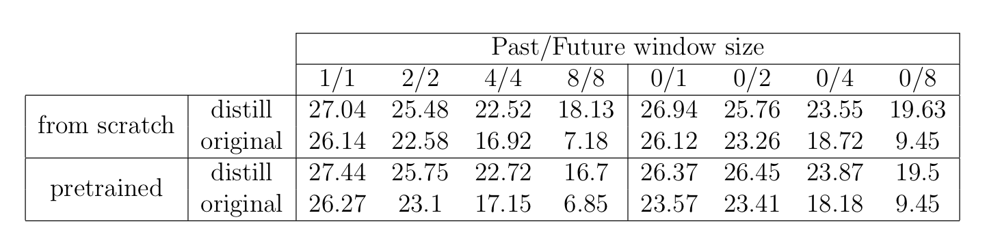 Past/Future window size
1/1 2/2 4/4 8/8 0/1 0/2 0/4 0/8
from scratch distill 27.04 25.48 22.52 18.13 26.94 25.76 23.55 19.63
original 26.14 22.58 16.92 7.18 26.12 23.26 18.72 9.45
pretrained distill 27.44 25.75 22.72 16.7 26.37 26.45 23.87 19.5
original 26.27 23.1 17.15 6.85 23.57 23.41 18.18 9.45